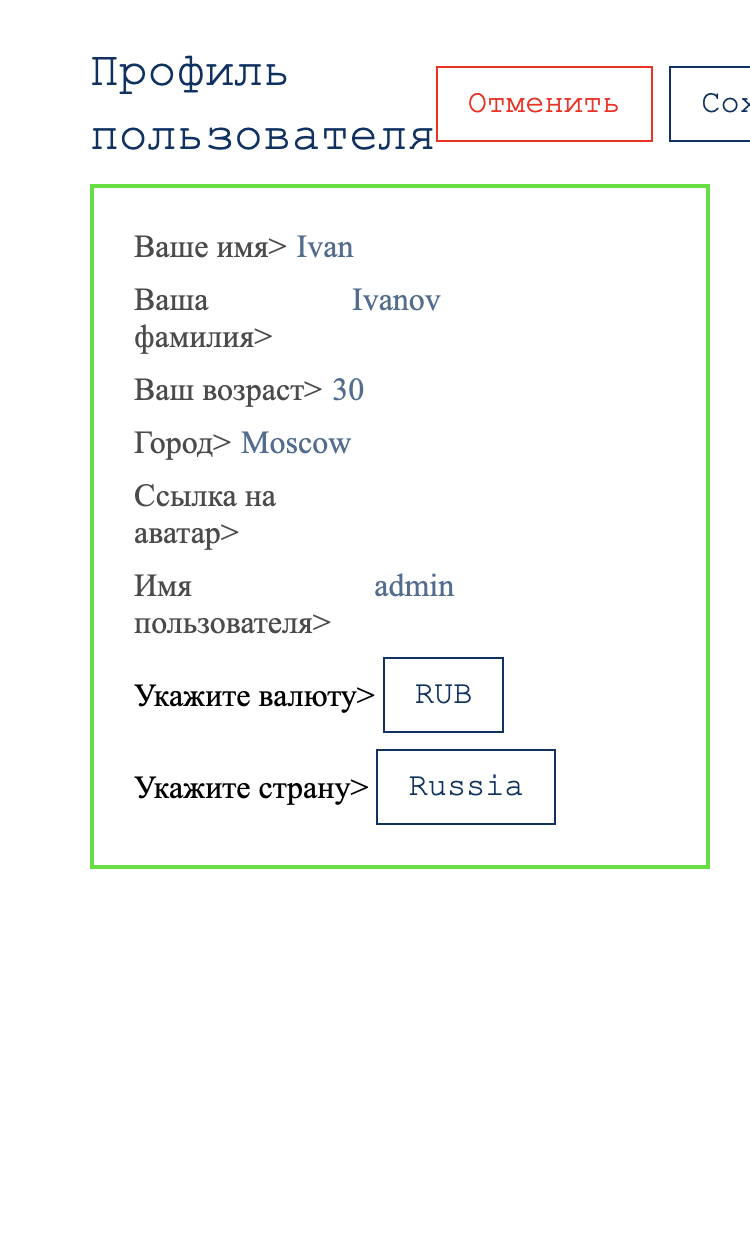 Профиль
пользователя
Отменить
Сох
Ваше имя> Ivan
Ваша Ivanov
фамилия>
Ваш возраст> 30
Город> Moscow
Ссылка на
аватар>
Имя admin
пользователя>
Укажите валюту> RUB
Укажите страну> Russia